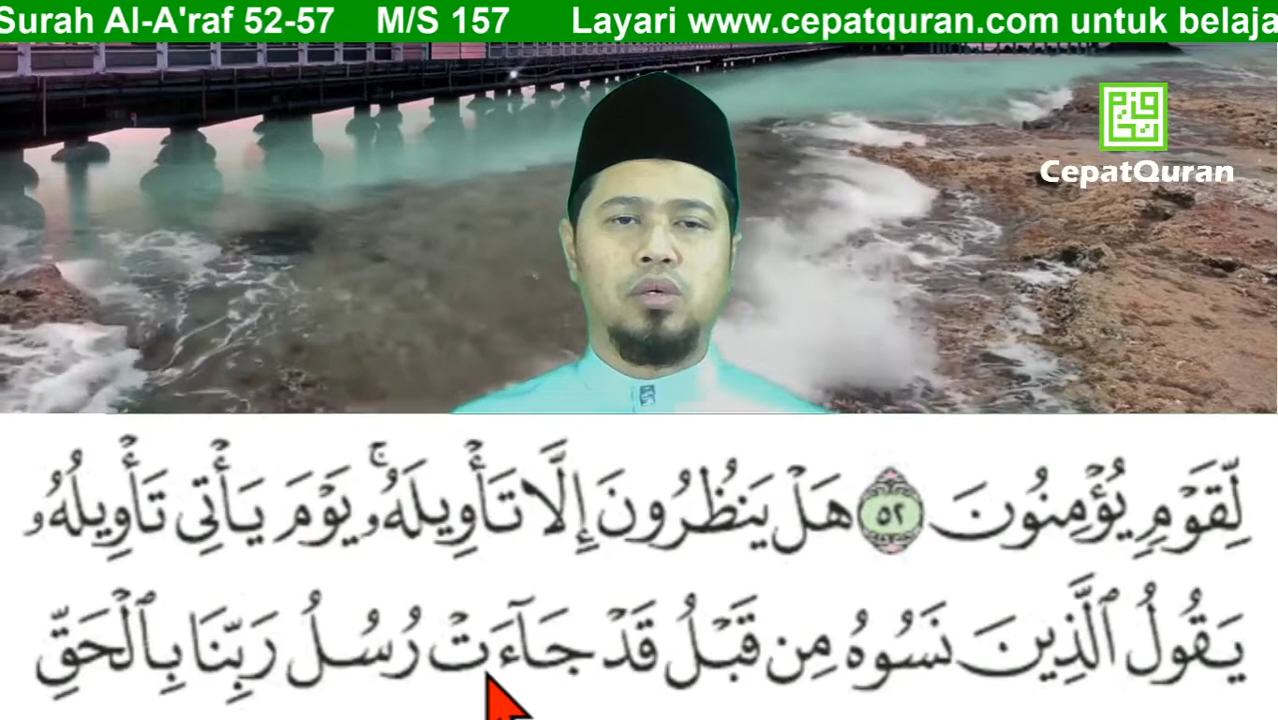 Surah Al-A'raf 52-57 M/S 157 Layari www.cepatquran.com untuk belaja
CepatQuran
لِّقَوْمٍ يُؤْمِنُونَ ٥٢ هَلْ يَنظُرُونَ إِلَّا تَأْوِيلَهُۥ ۚ يَوْمَ يَأْتِى تَأْوِيلُهُۥ
يَقُولُ ٱلَّذِينَ نَسُوهُ مِن قَبْلُ قَدْ جَآءَتْ رُسُلُ رَبِّنَا بِٱلْحَقِّ